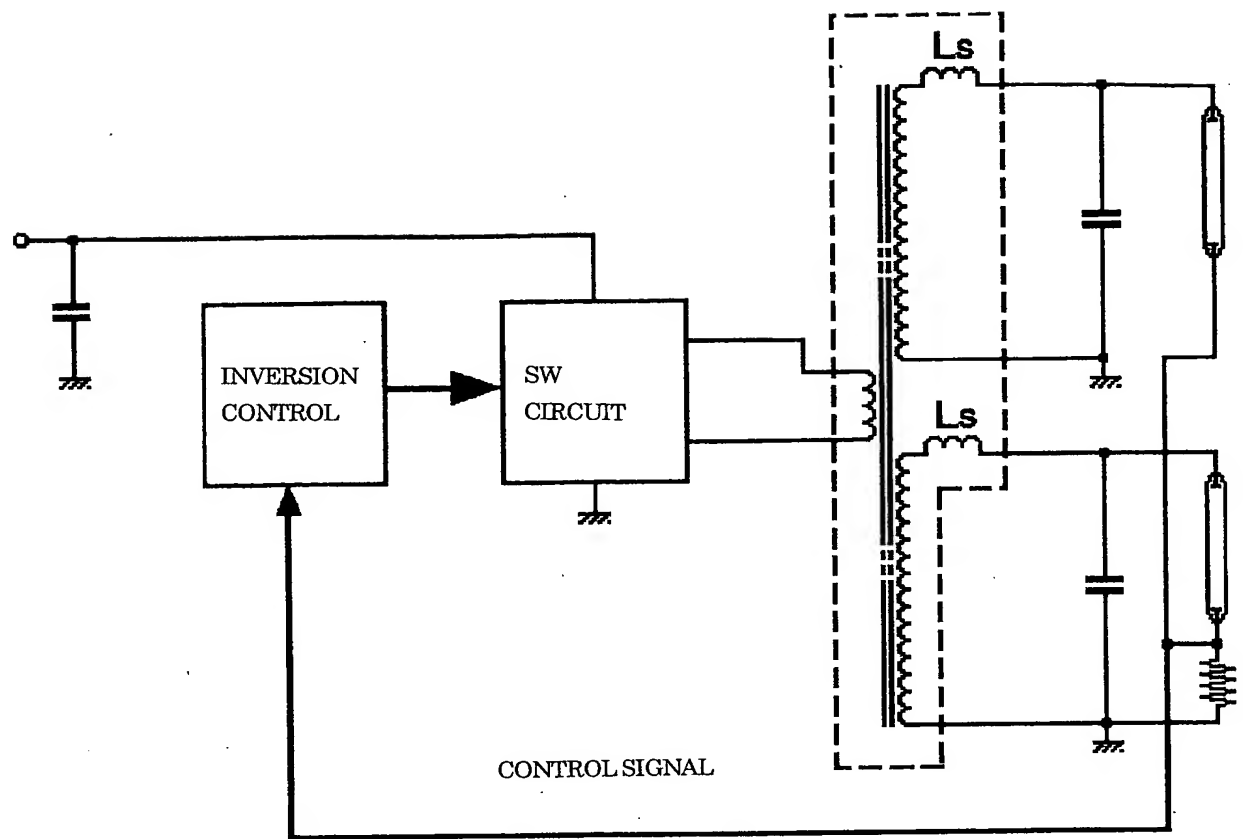 Ls
INVERSION
CONTROL
SW
CIRCUIT
Ls
CONTROL SIGNAL